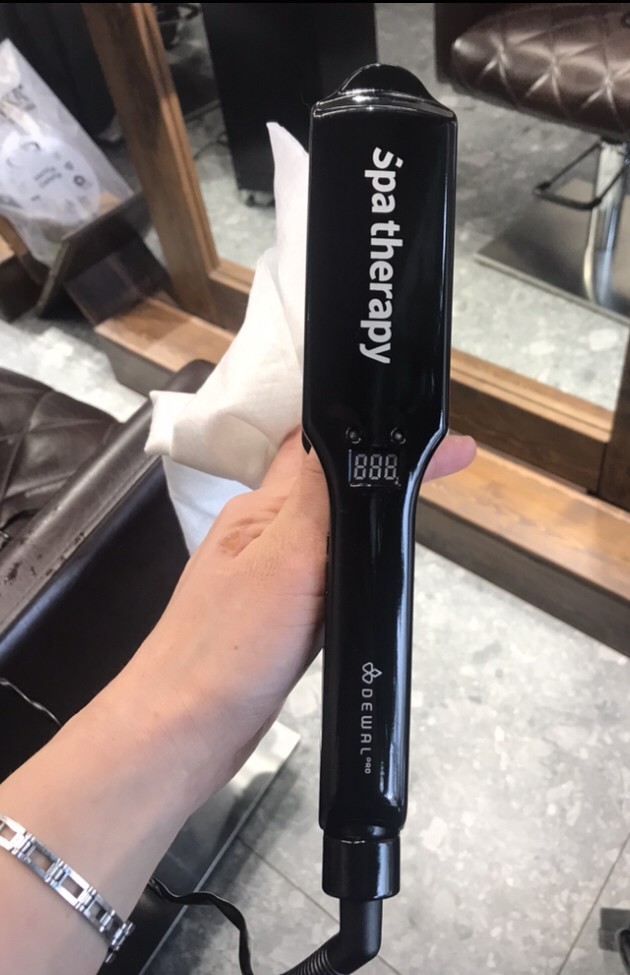 spa therapy
888
DEWAL PRO